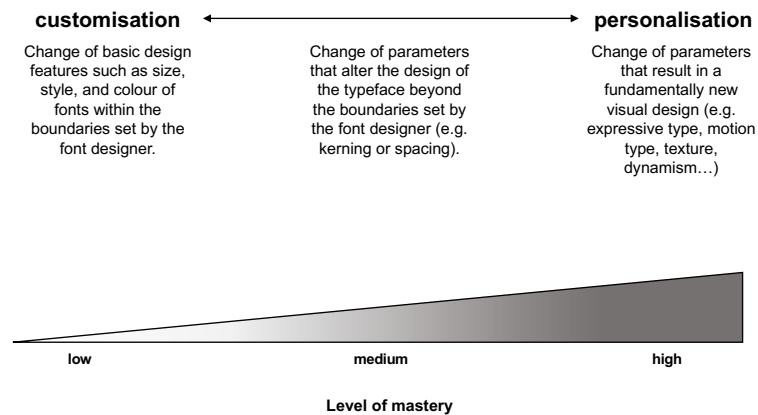 customisation
personalisation
Change of basic design
features such as size,
style, and colour of
fonts within the
boundaries set by the
font designer.
Change of parameters
that alter the design of
the typeface beyond
the boundaries set by
the font designer (e.g.
kerning or spacing).
Change of parameters
that result in a
fundamentally new
visual design (e.g.
expressive type, motion
type, texture,
dynamism…)
low
medium
high
Level of mastery